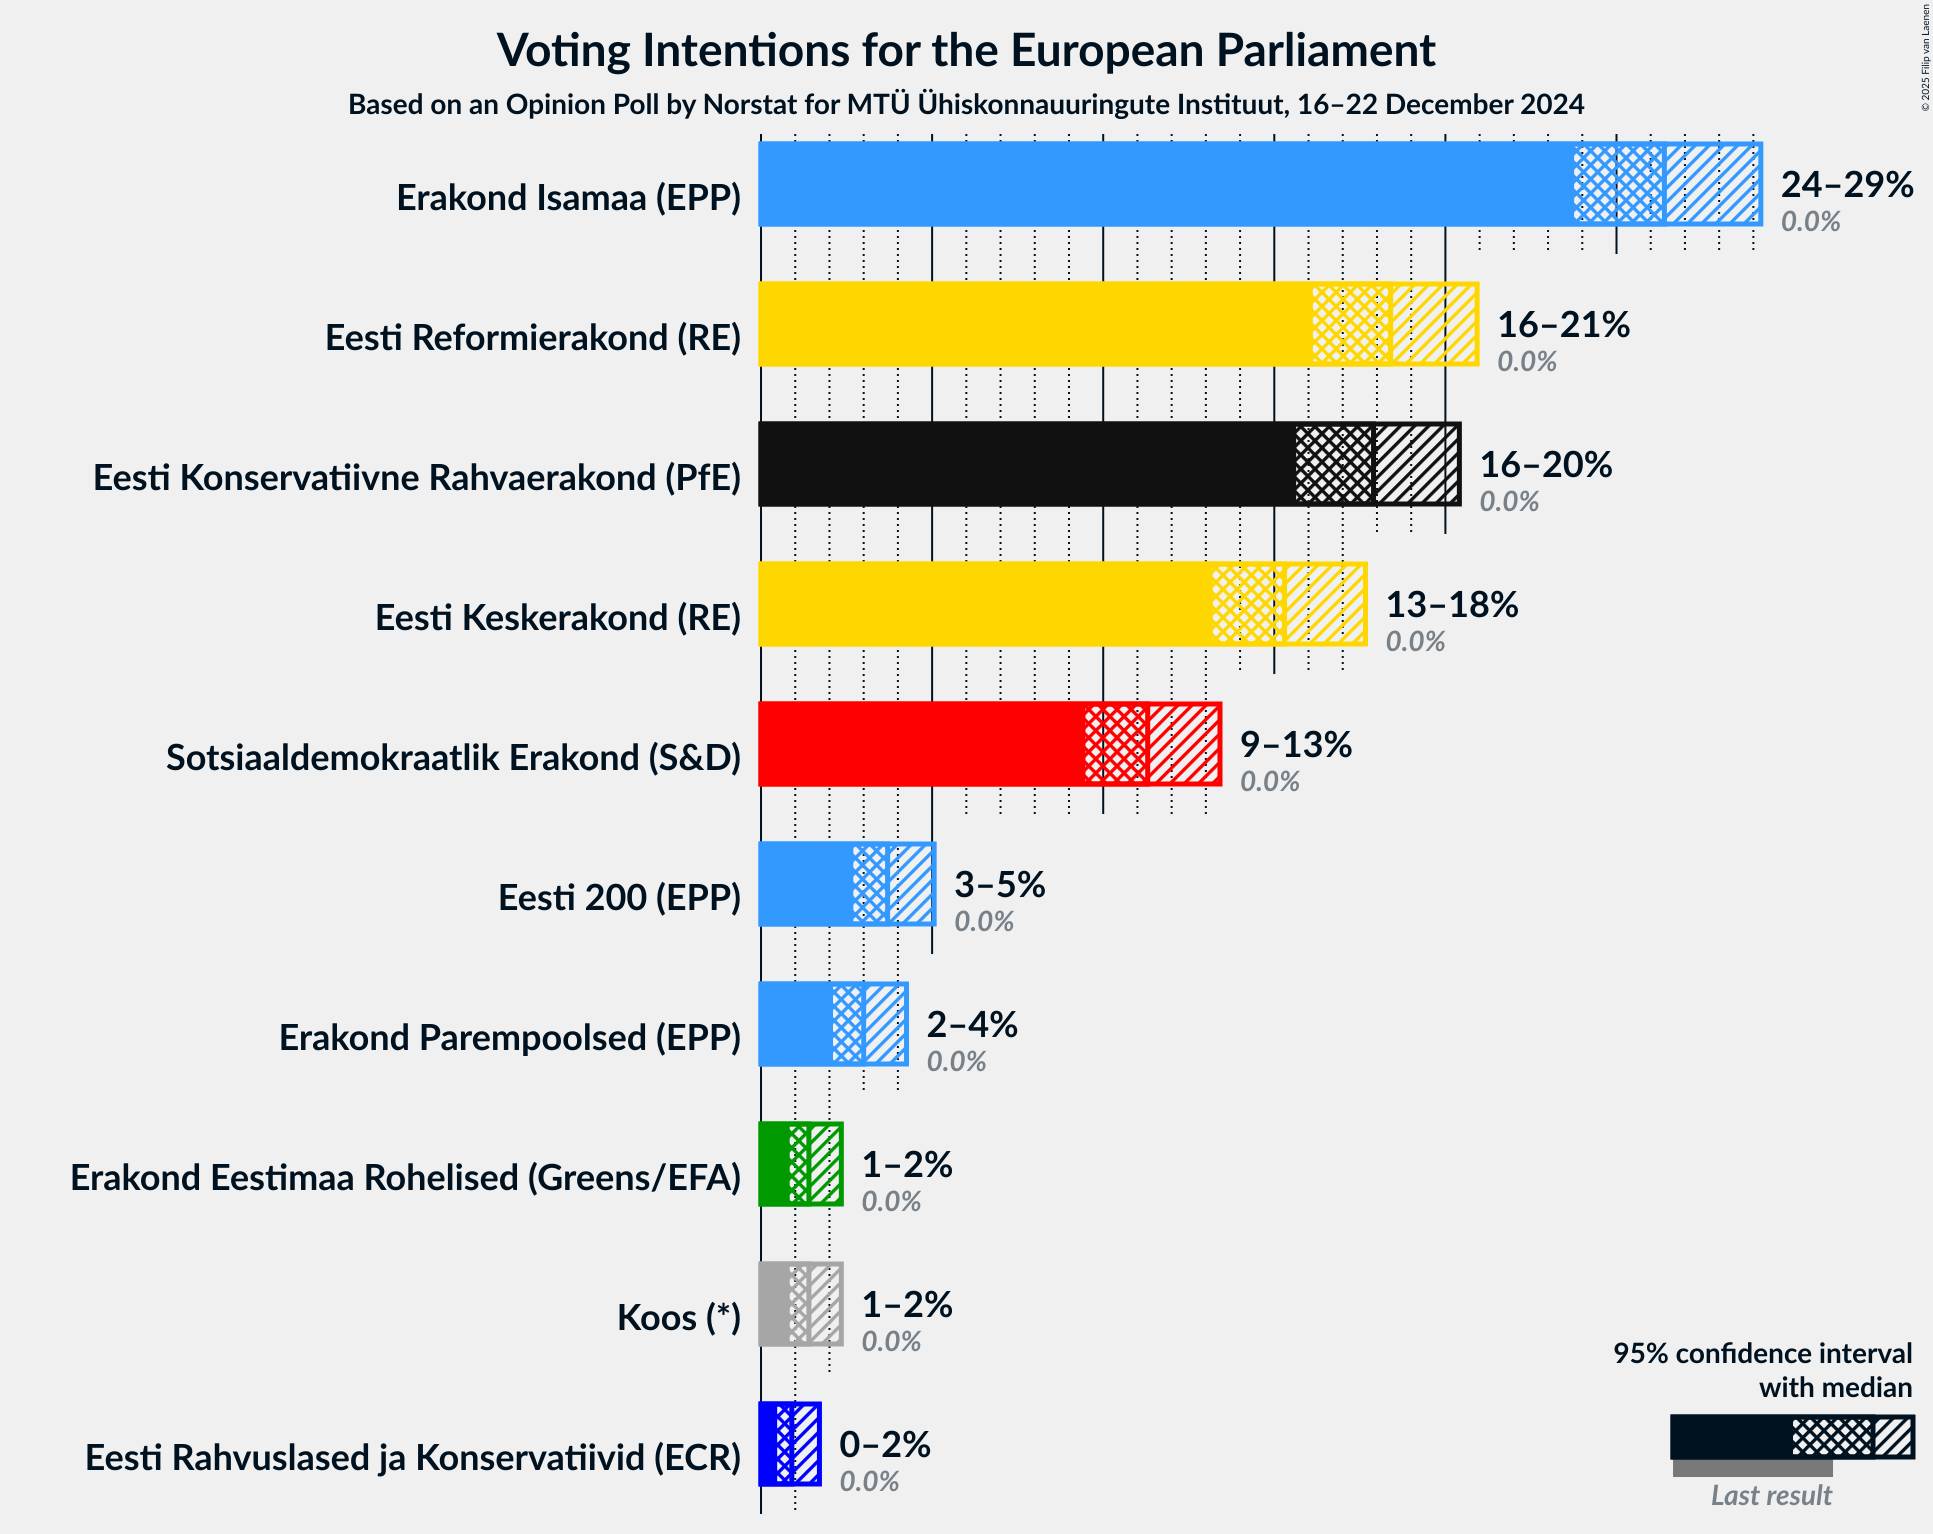 Voting Intentions for the European Parliament
Based on an Opinion Poll by Norstat for MTÜ Ühiskonnauuringute Instituut, 16–22 December 2024
© 2025 Filip van Laenen
Erakond Isamaa (EPP)
24–29%
0.0%
Eesti Reformierakond (RE)
16–21%
0.0%
Eesti Konservatiivne Rahvaerakond (PfE)
16–20%
0.0%
Eesti Keskerakond (RE)
13–18%
0.0%
Sotsiaaldemokraatlik Erakond (S&D)
9–13%
0.0%
Eesti 200 (EPP)
3–5%
0.0%
Erakond Parempoolsed (EPP)
2–4%
0.0%
Erakond Eestimaa Rohelised (Greens/EFA)
1–2%
0.0%
Koos (*)
1–2%
0.0%
Eesti Rahvuslased ja Konservatiivid (ECR)
0–2%
0.0%
95% confidence interval
with median
Last result